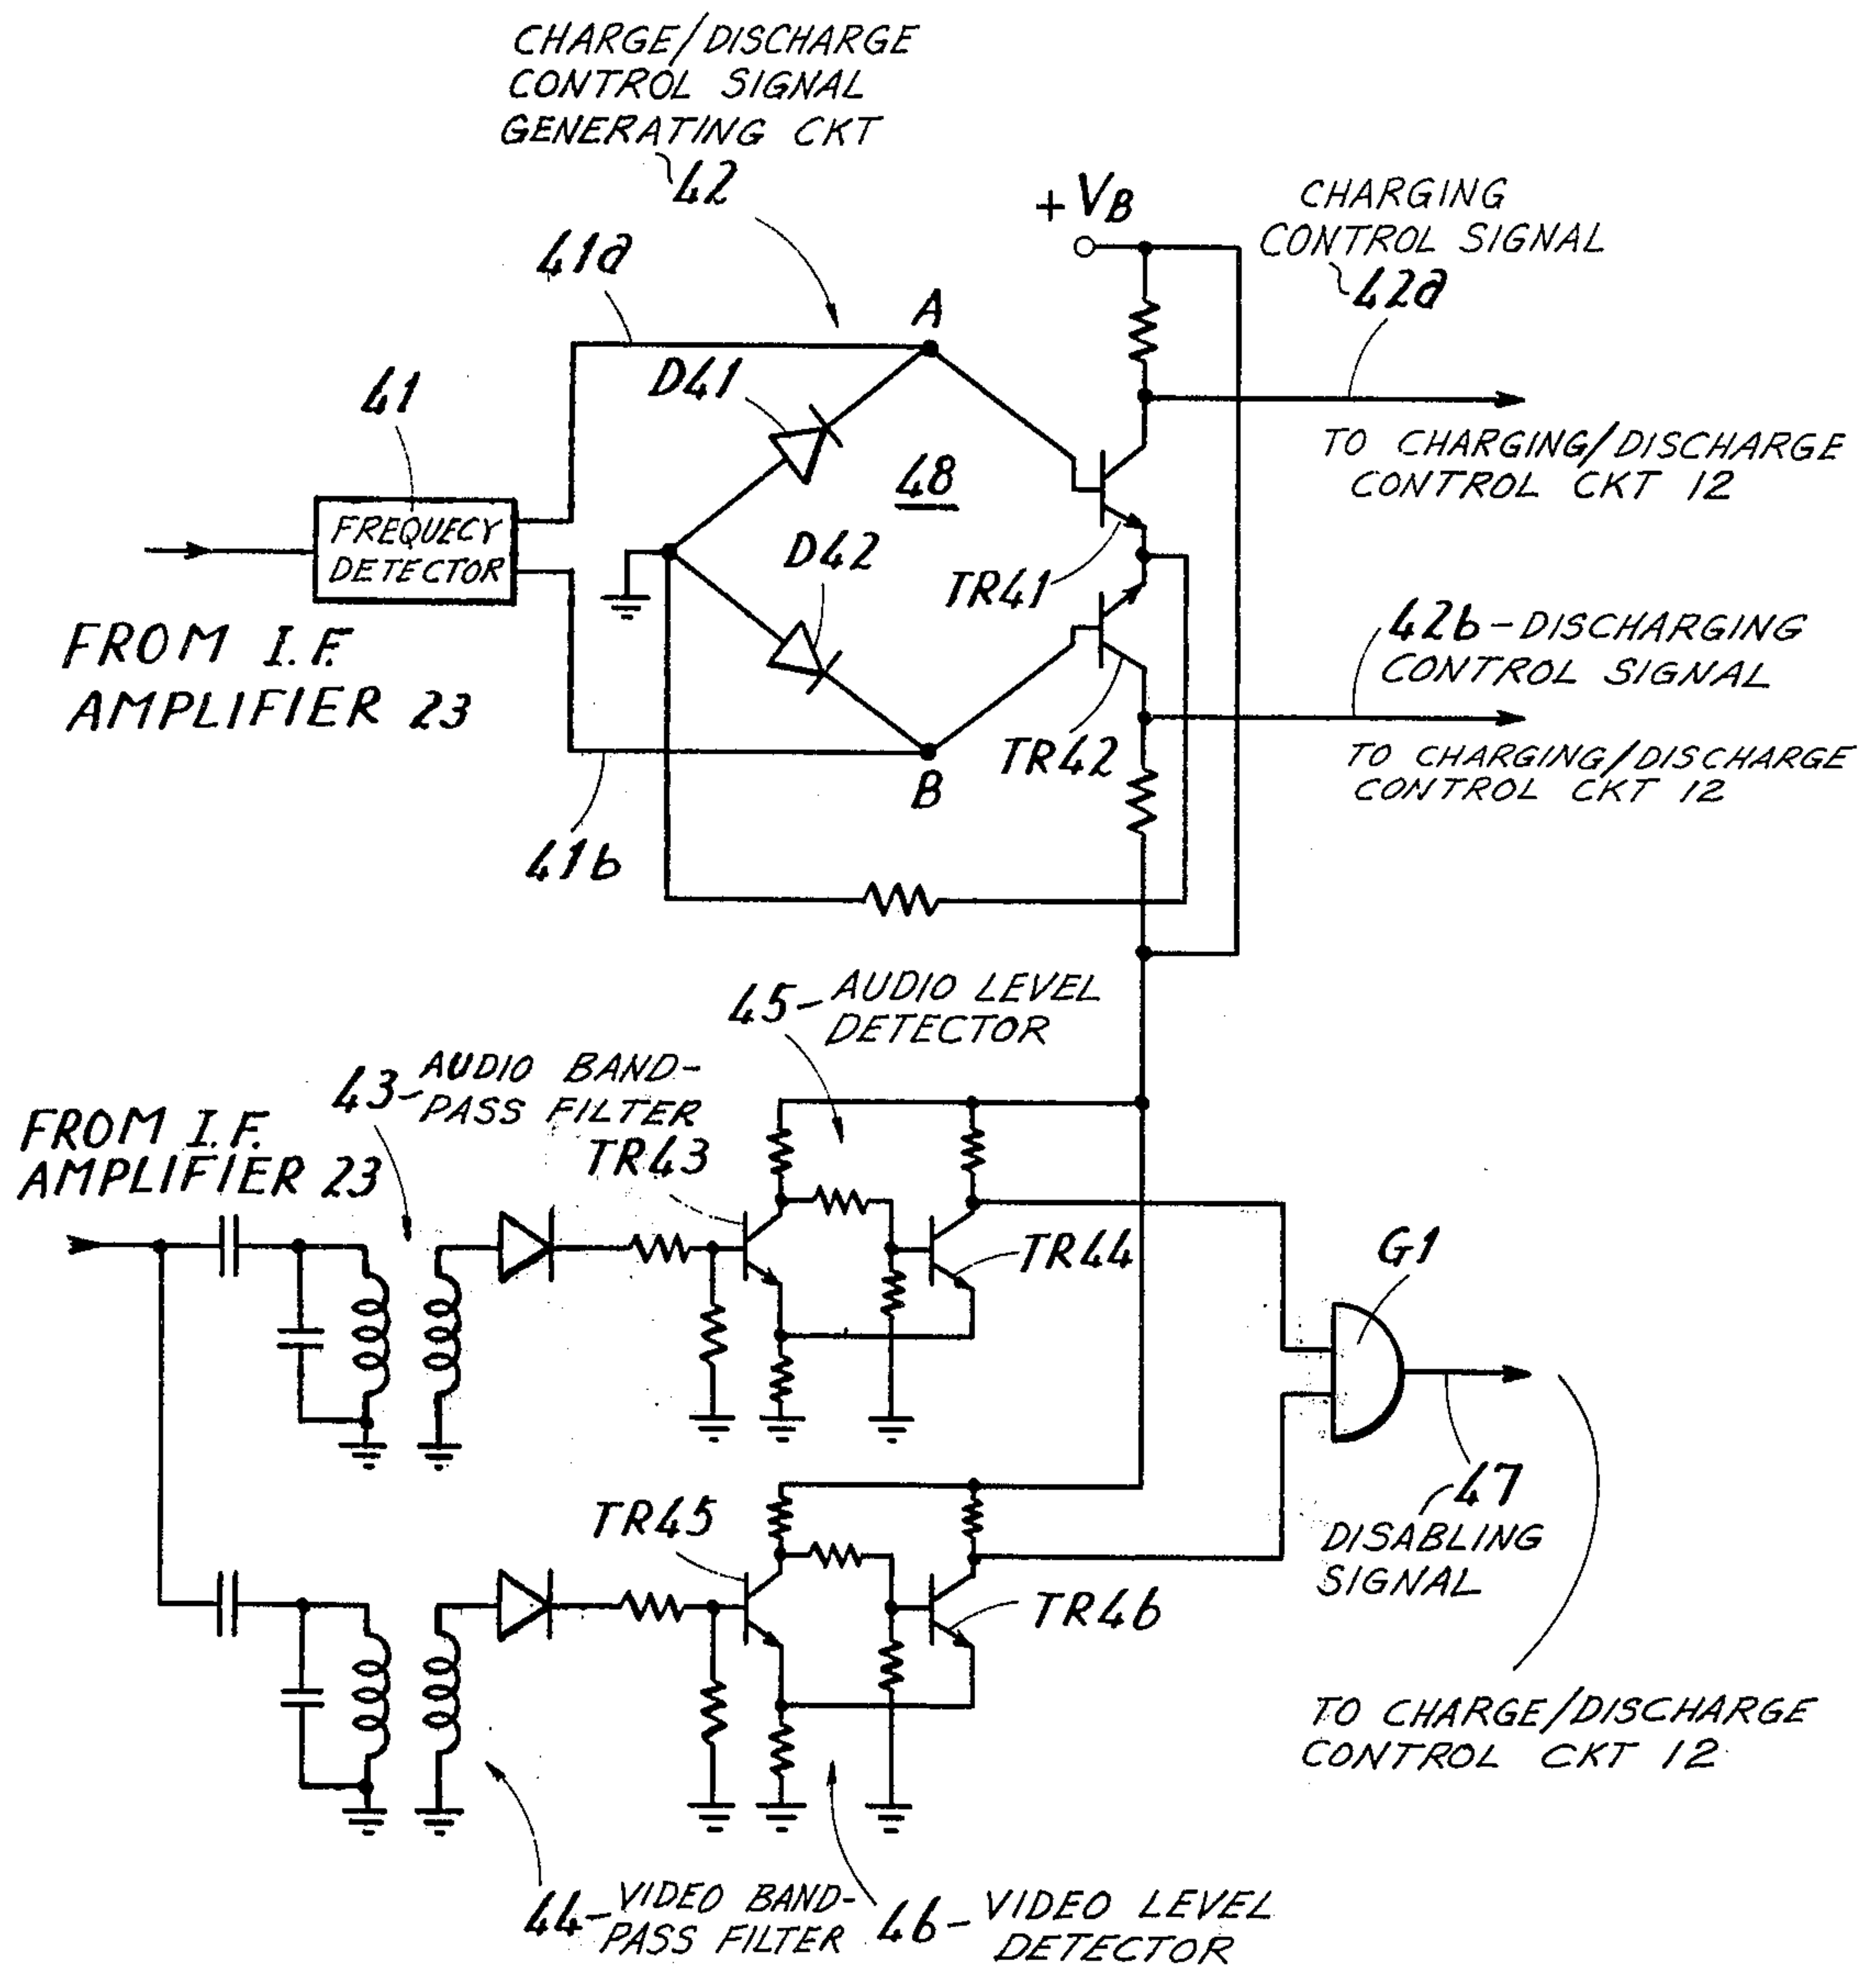 CHARGE/DISCHARGE
CONTROL SIGNAL
GENERATING CKT
42
+VB
CHARGING
CONTROL SIGNAL
42a
41a
A
D41
41
48
TO CHARGING/DISCHARGE
CONTROL CKT 12
FREQUECY
DETECTOR
D42
TR41
FROM I.F.
AMPLIFIER 23
42b-DISCHARGING
CONTROL SIGNAL
TR42
B
TO CHARGING/DISCHARGE
CONTROL CKT 12
41b
45-AUDIO LEVEL
DETECTOR
43-AUDIO BAND-
PASS FILTER
FROM I.F.
AMPLIFIER 23
TR43
TR44
G1
47
DISABLING
SIGNAL
TR45
TR46
TO CHARGE/DISCHARGE
CONTROL CKT 12
44-VIDEO BAND-
PASS FILTER
46-VIDEO LEVEL
DETECTOR